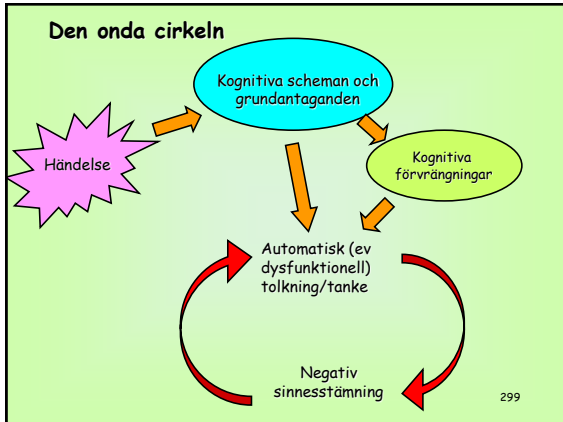 Den onda cirkeln
Kognitiva scheman och
grundantaganden
Händelse
Kognitiva
förvrängningar
Automatisk (ev
dysfunktionell)
tolkning/tanke
Negativ
sinnesstämning
299